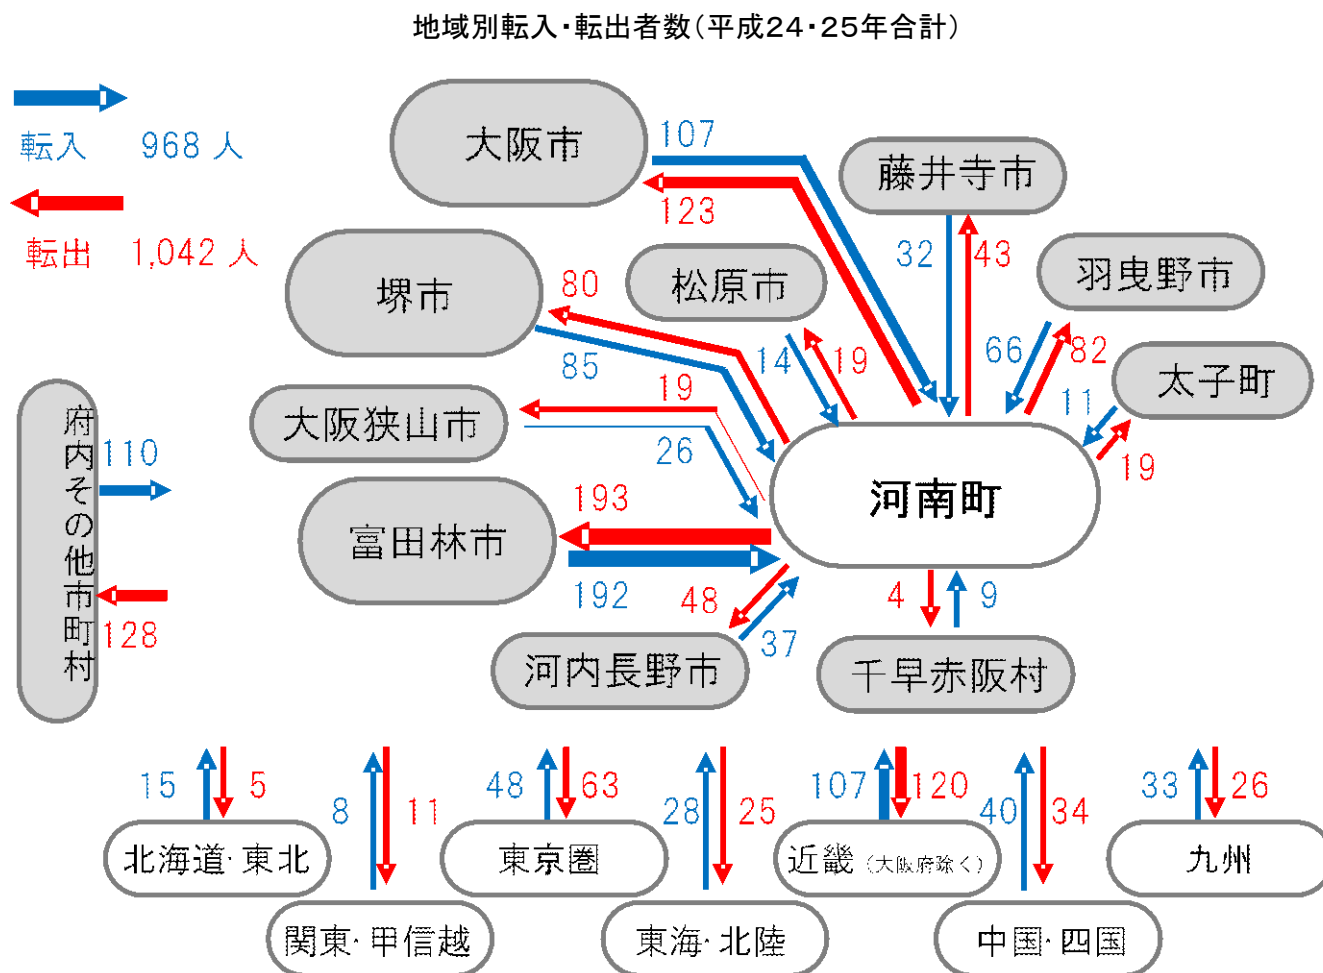 地域別転入・転出者数（平成24・25年合計）
転入 968 人
転出 1,042 人
大阪市
107
123
藤井寺市
32
43
羽曳野市
66
82
松原市
14
19
堺市
80
85
太子町
11
19
大阪狭山市
19
26
河南町
富田林市
193
192
府内その他市町村
110
128
河内長野市
48
37
千早赤阪村
4
9
15
5
北海道・東北
8
11
関東・甲信越
48
63
東京圏
28
25
東海・北陸
107
120
近畿（大阪府除く）
40
34
中国・四国
33
26
九州